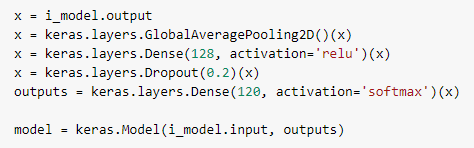 x = i_model.output
x = keras.layers.GlobalAveragePooling2D()(x)
x = keras.layers.Dense(128, activation='relu')(x)
x = keras.layers.Dropout(0.2)(x)
outputs = keras.layers.Dense(120, activation='softmax')(x)

model = keras.Model(i_model.input, outputs)